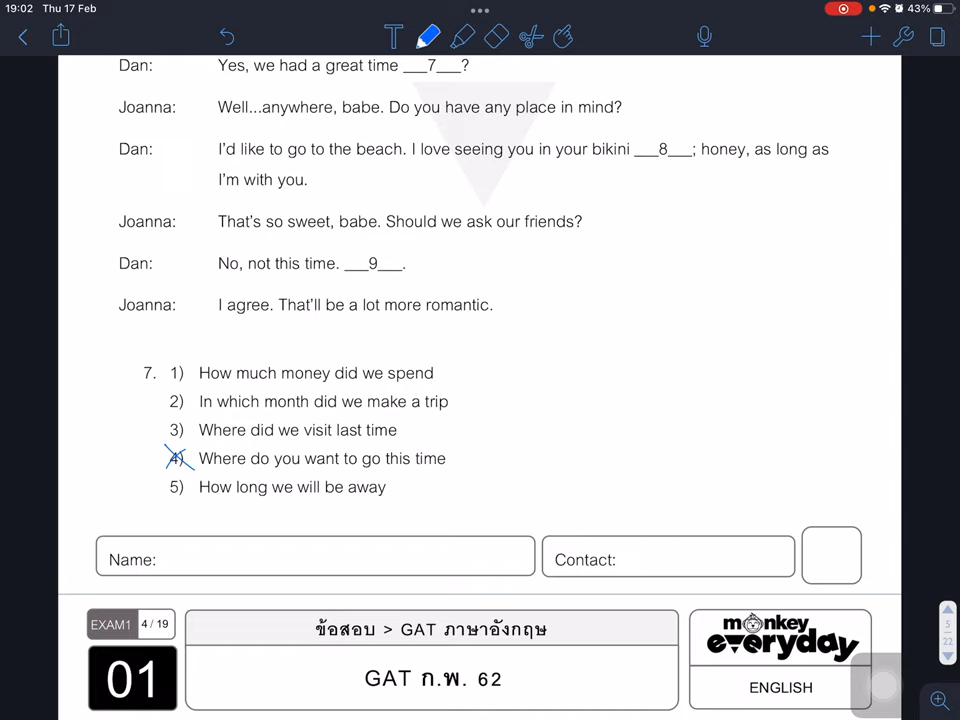 19:02 Thu 17 Feb 43%
T
Dan: Yes, we had a great time ___7___?
Joanna: Well...anywhere, babe. Do you have any place in mind?
Dan: I'd like to go to the beach. I love seeing you in your bikini ___8___; honey, as long as
I'm with you.
Joanna: That's so sweet, babe. Should we ask our friends?
Dan: No, not this time. ___9___.
Joanna: I agree. That'll be a lot more romantic.
7. 1) How much money did we spend
2) In which month did we make a trip
3) Where did we visit last time
4) Where do you want to go this time
5) How long we will be away
Name: Contact:
EXAM1 4 / 19
ข้อสอบ > GAT ภาษาอังกฤษ
monkey
everyday
01
GAT ก.พ. 62
ENGLISH
5
22